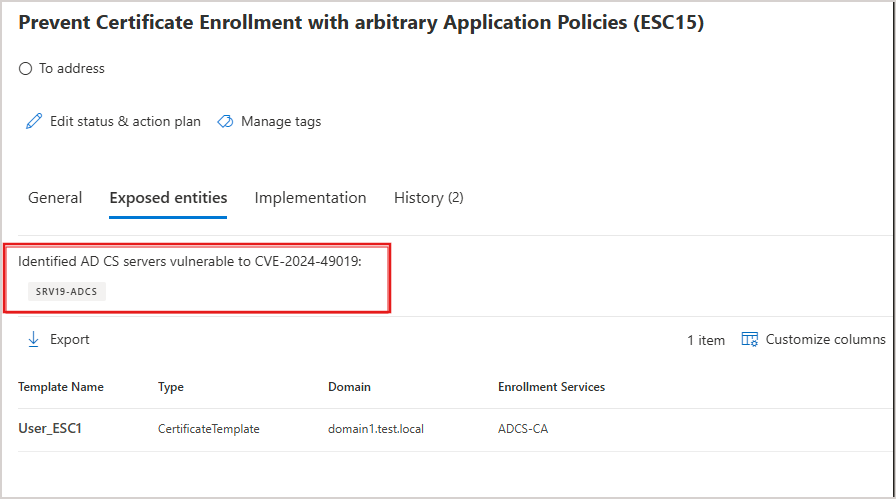 Prevent Certificate Enrollment with arbitrary Application Policies (ESC15)
To address
Edit status & action plan Manage tags
General Exposed entities Implementation History (2)
Identified AD CS servers vulnerable to CVE-2024-49019:
SRV19-ADCS
Export 1 item Customize columns
Template Name Type Domain Enrollment Services
User_ESC1 CertificateTemplate domain1.test.local ADCS-CA